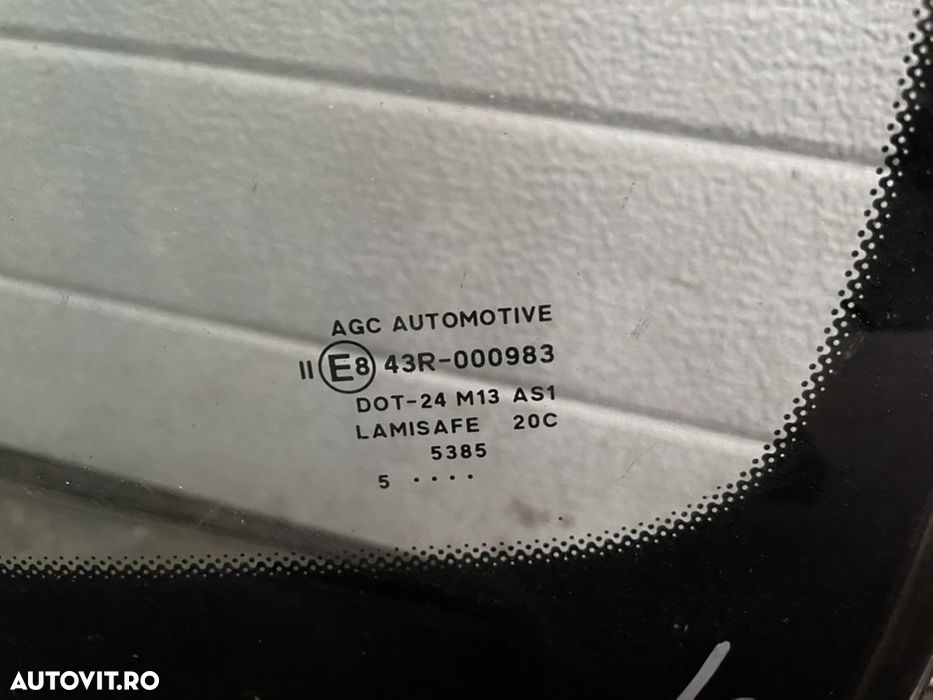 AGC AUTOMOTIVE
II E8 43R-000983
DOT-24 M13 AS1
LAMISAFE 20C
5385
5 ....
AUTOVIT.RO